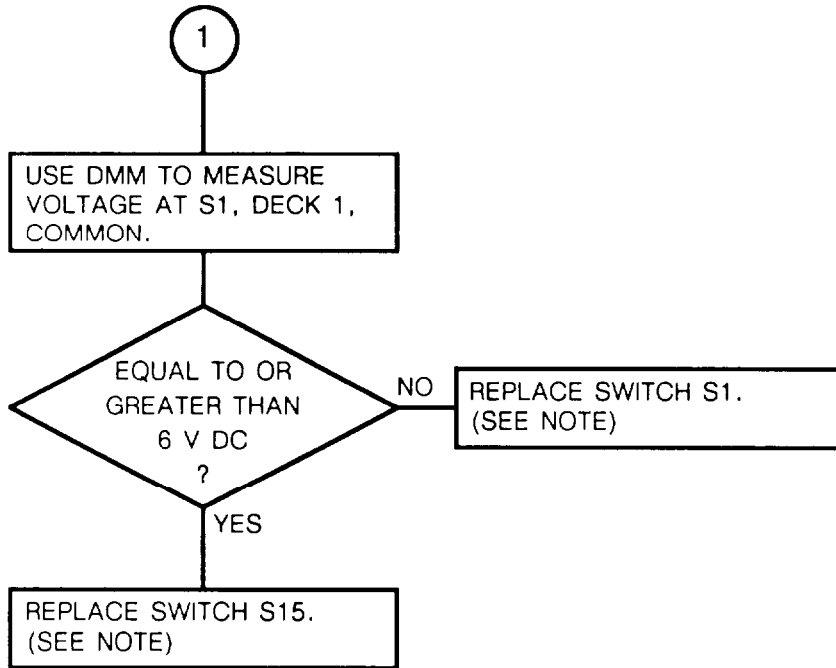 1
USE DMM TO MEASURE
VOLTAGE AT S1, DECK 1,
COMMON.
EQUAL TO OR
GREATER THAN
6 V DC
?
NO
REPLACE SWITCH S1.
(SEE NOTE)
YES
REPLACE SWITCH S15.
(SEE NOTE)